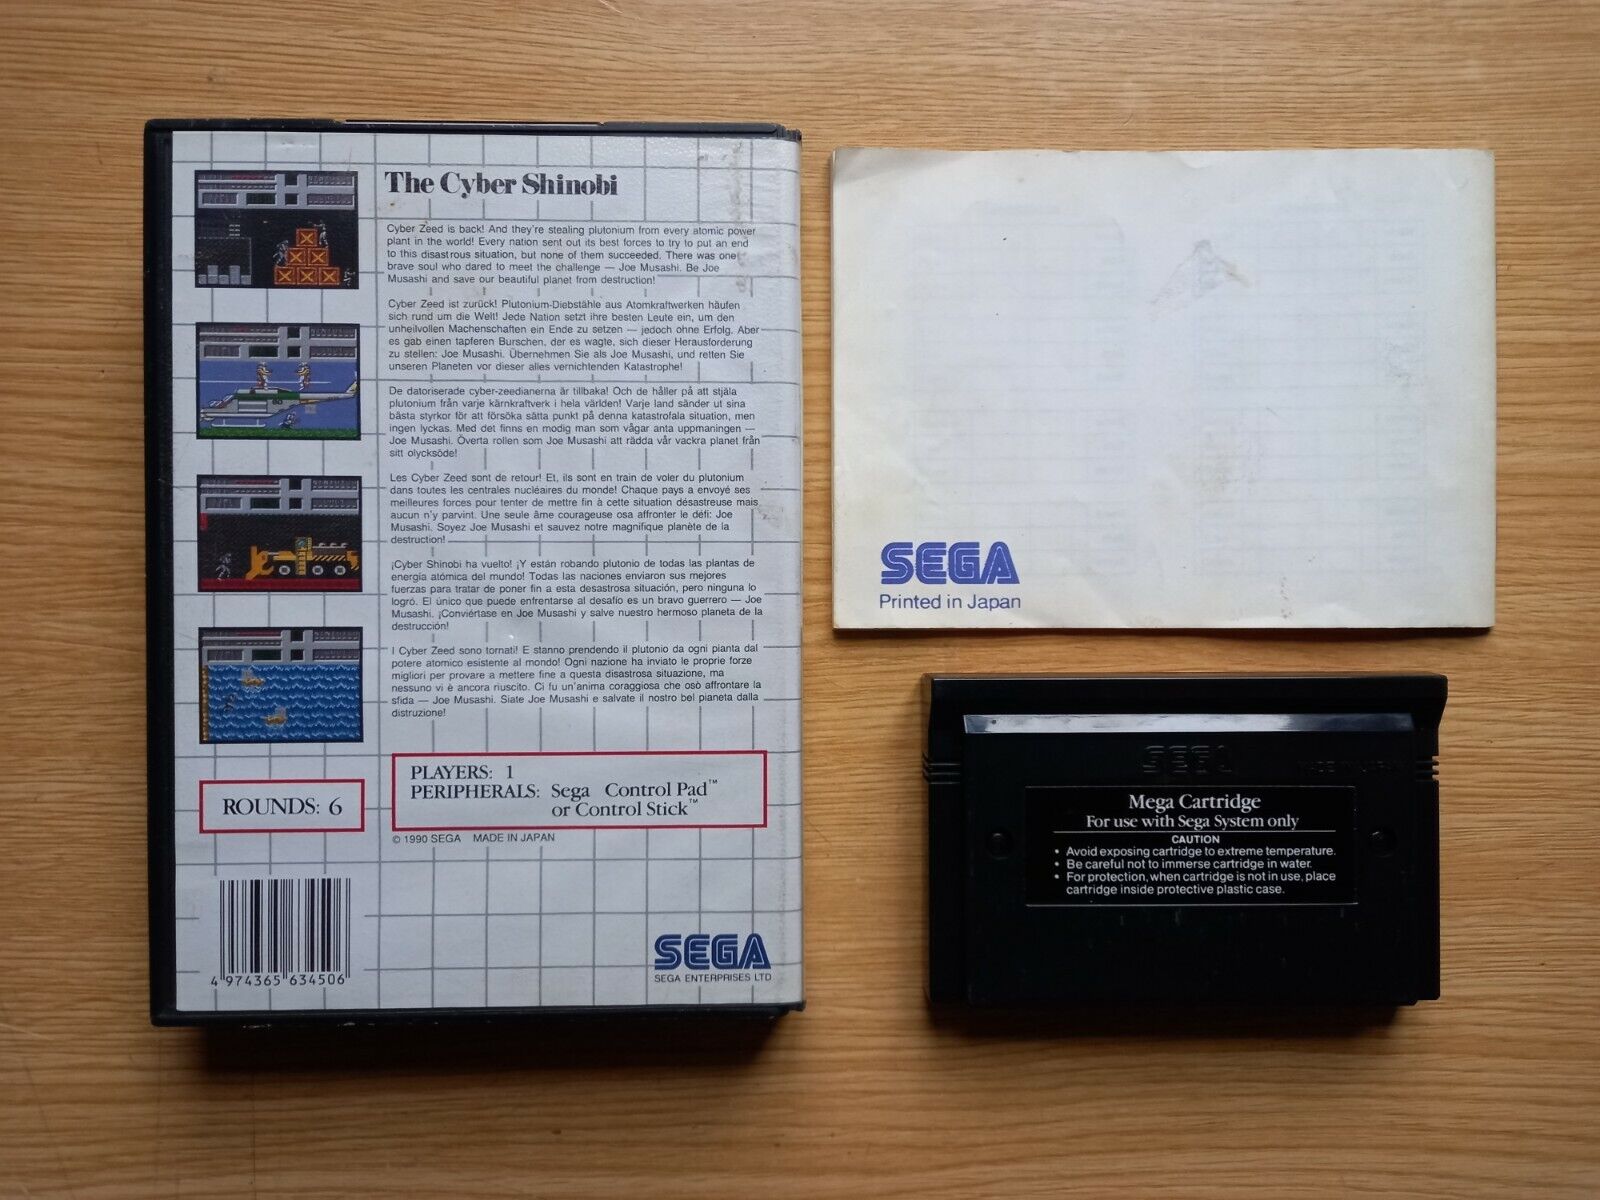 The Cyber Shinobi
Cyber Zeed is back! And they're stealing plutonium from every atomic power
plant in the world! Every nation sent out its best forces to try to put an end
to this disastrous situation, but none of them succeeded. There was one
brave soul who dared to meet the challenge — Joe Musashi. Be Joe
Musashi and save our beautiful planet from destruction!
Cyber Zeed ist zurück! Plutonium-Diebstähle aus Atomkraftwerken häufen
sich rund um die Welt! Jede Nation setzt ihre besten Leute ein, um den
unheilvollen Machenschaften ein Ende zu setzen — jedoch ohne Erfolg. Aber
es gab einen tapferen Burschen, der es wagte, sich dieser Herausforderung
zu stellen: Joe Musashi. Übernehmen Sie als Joe Musashi, und retten Sie
unseren Planeten vor dieser alles vernichtenden Katastrophe!
De datoriserade cyber-zeedianerna är tillbaka! Och de håller på att stjäla
plutonium från varje kärnkraftverk i hela världen! Varje land sänder ut sina
bästa styrkor för att försöka sätta punkt på denna katastrofala situation, men
ingen lyckas. Med det finns en modig man som vågar anta uppmaningen —
Joe Musashi. Överta rollen som Joe Musashi att rädda vår vackra planet från
sitt olycksöde!
Les Cyber Zeed sont de retour! Et, ils sont en train de voler du plutonium
dans toutes les centrales nucléaires du monde! Chaque pays a envoyé ses
meilleures forces pour tenter de mettre fin à cette situation désastreuse mais
aucun n'y parvint. Une seule âme courageuse osa affronter le défi: Joe
Musashi. Soyez Joe Musashi et sauvez notre magnifique planète de la
destruction!
¡Cyber Shinobi ha vuelto! ¡Y están robando plutonio de todas las plantas de
energía atómica del mundo! Todas las naciones enviaron sus mejores
fuerzas para tratar de poner fin a esta desastrosa situación, pero ninguna lo
logró. El único que puede enfrentarse al desafío es un bravo guerrero — Joe
Musashi. ¡Conviértase en Joe Musashi y salve nuestro hermoso planeta de la
destrucción!
I Cyber Zeed sono tornati! E stanno prendendo il plutonio da ogni pianta dal
potere atomico esistente al mondo! Ogni nazione ha inviato le proprie forze
migliori per provare a mettere fine a questa disastrosa situazione, ma
nessuno vi è ancora riuscito. Ci fu un'anima coraggiosa che osò affrontare la
sfida — Joe Musashi. Siate Joe Musashi e salvate il nostro bel pianeta dalla
distruzione!
ROUNDS: 6
PLAYERS: 1
PERIPHERALS: Sega Control Pad™
or Control Stick™
© 1990 SEGA MADE IN JAPAN
4 974365 634506
SEGA
SEGA ENTERPRISES LTD
SEGA
Printed in Japan
SEGA
MADE IN JAPAN
Mega Cartridge
For use with Sega System only
CAUTION
• Avoid exposing cartridge to extreme temperature.
• Be careful not to immerse cartridge in water.
• For protection, when cartridge is not in use, place
cartridge inside protective plastic case.